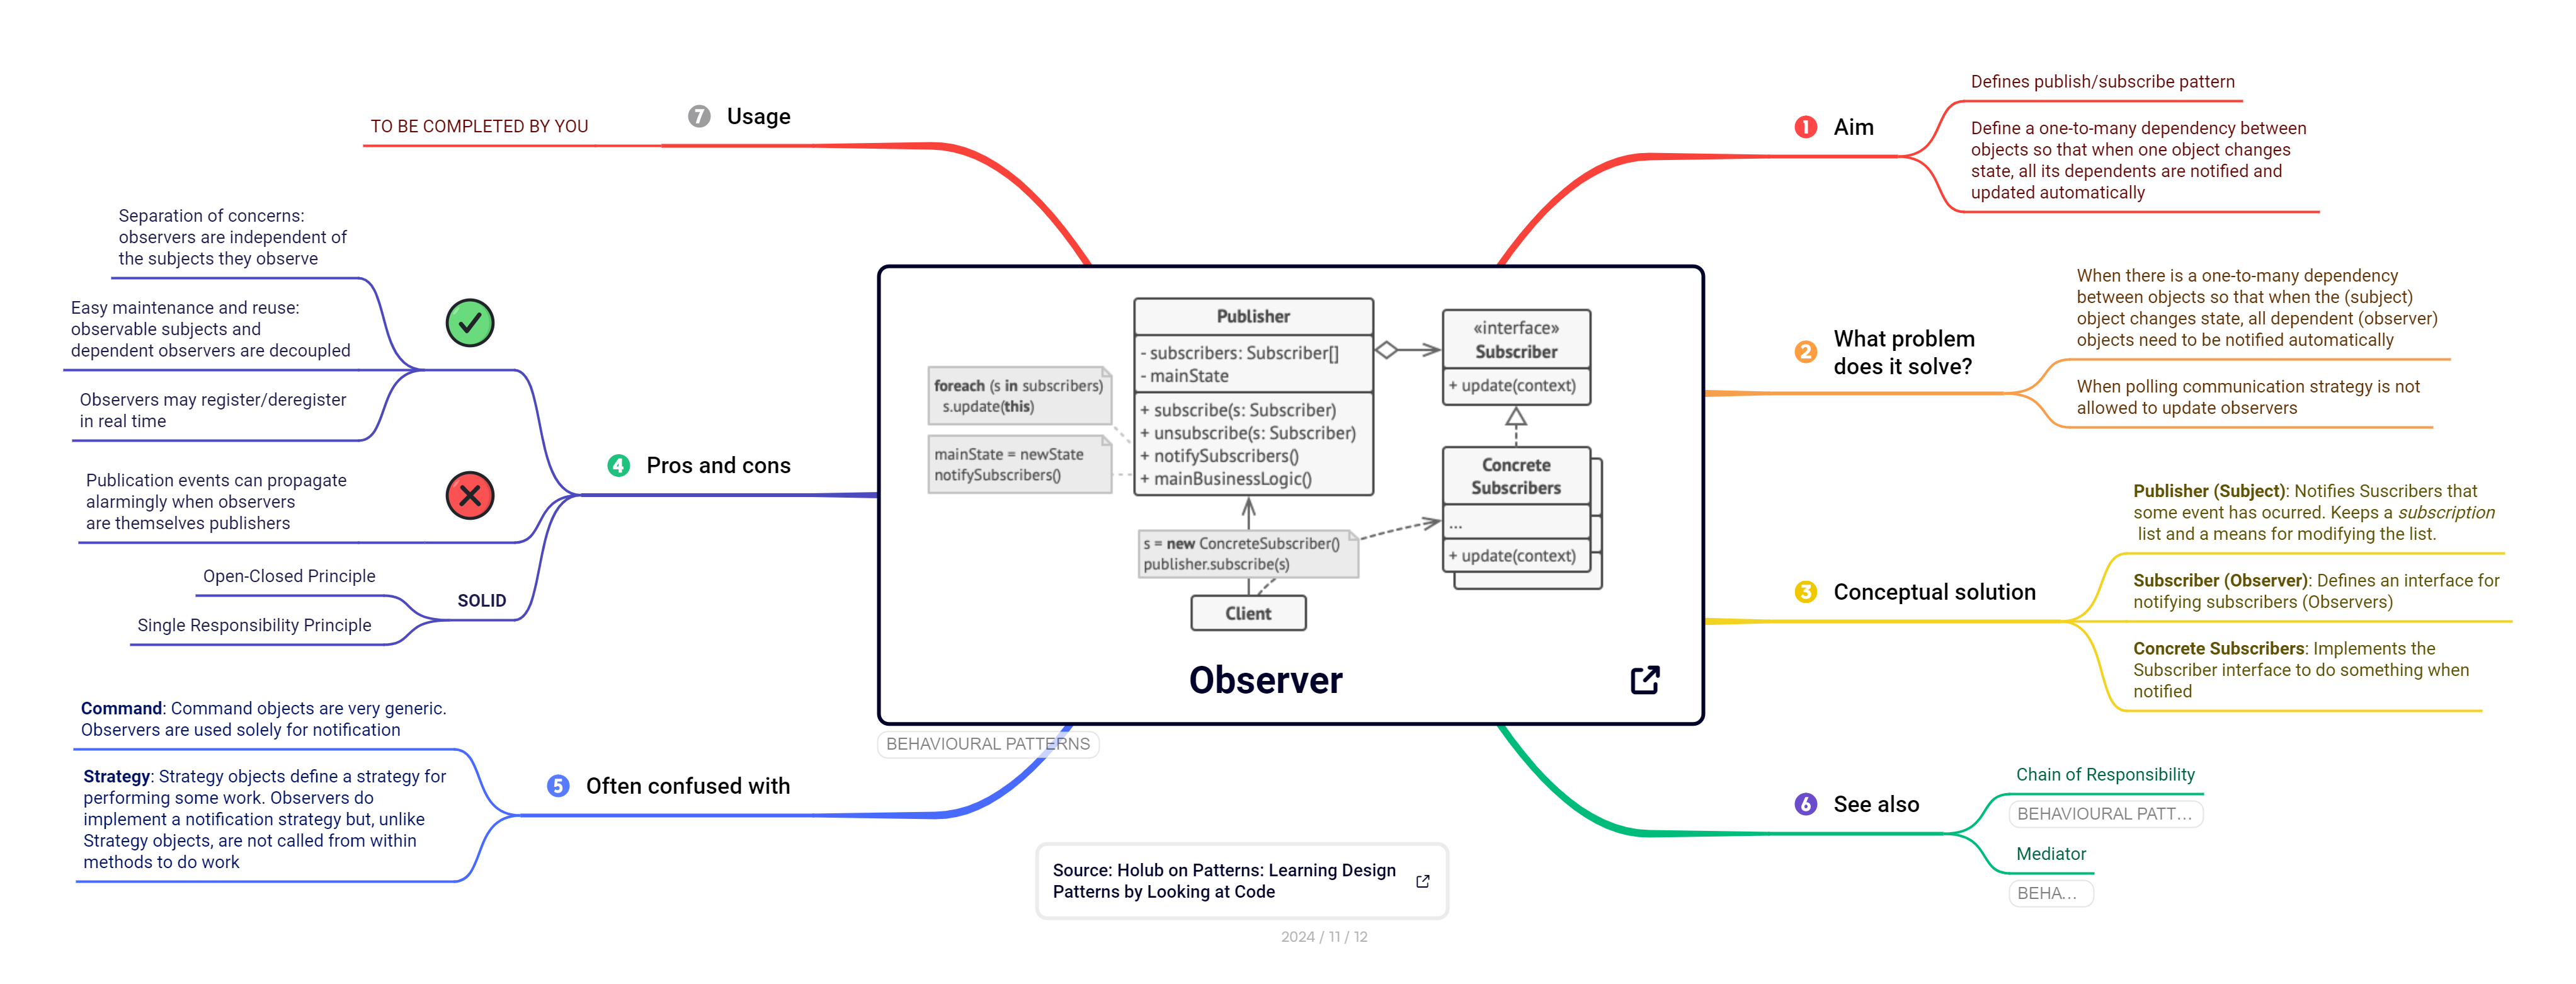 7 Usage
TO BE COMPLETED BY YOU
1 Aim
Defines publish/subscribe pattern
Define a one-to-many dependency between
objects so that when one object changes
state, all its dependents are notified and
updated automatically
2 What problem
does it solve?
When there is a one-to-many dependency
between objects so that when the (subject)
object changes state, all dependent (observer)
objects need to be notified automatically
When polling communication strategy is not
allowed to update observers
3 Conceptual solution
Publisher (Subject): Notifies Suscribers that
some event has ocurred. Keeps a subscription
list and a means for modifying the list.
Subscriber (Observer): Defines an interface for
notifying subscribers (Observers)
Concrete Subscribers: Implements the
Subscriber interface to do something when
notified
4 Pros and cons
Separation of concerns:
observers are independent of
the subjects they observe
Easy maintenance and reuse:
observable subjects and
dependent observers are decoupled
Observers may register/deregister
in real time
Publication events can propagate
alarmingly when observers
are themselves publishers
SOLID
Open-Closed Principle
Single Responsibility Principle
5 Often confused with
Command: Command objects are very generic.
Observers are used solely for notification
Strategy: Strategy objects define a strategy for
performing some work. Observers do
implement a notification strategy but, unlike
Strategy objects, are not called from within
methods to do work
6 See also
Chain of Responsibility
BEHAVIOURAL PATT...
Mediator
BEHA...
Publisher
- subscribers: Subscriber[]
- mainState
+ subscribe(s: Subscriber)
+ unsubscribe(s: Subscriber)
+ notifySubscribers()
+ mainBusinessLogic()
«interface»
Subscriber
+ update(context)
foreach (s in subscribers)
s.update(this)
mainState = newState
notifySubscribers()
Concrete
Subscribers
...
+ update(context)
s = new ConcreteSubscriber()
publisher.subscribe(s)
Client
Observer
BEHAVIOURAL PATTERNS
Source: Holub on Patterns: Learning Design
Patterns by Looking at Code
2024 / 11 / 12